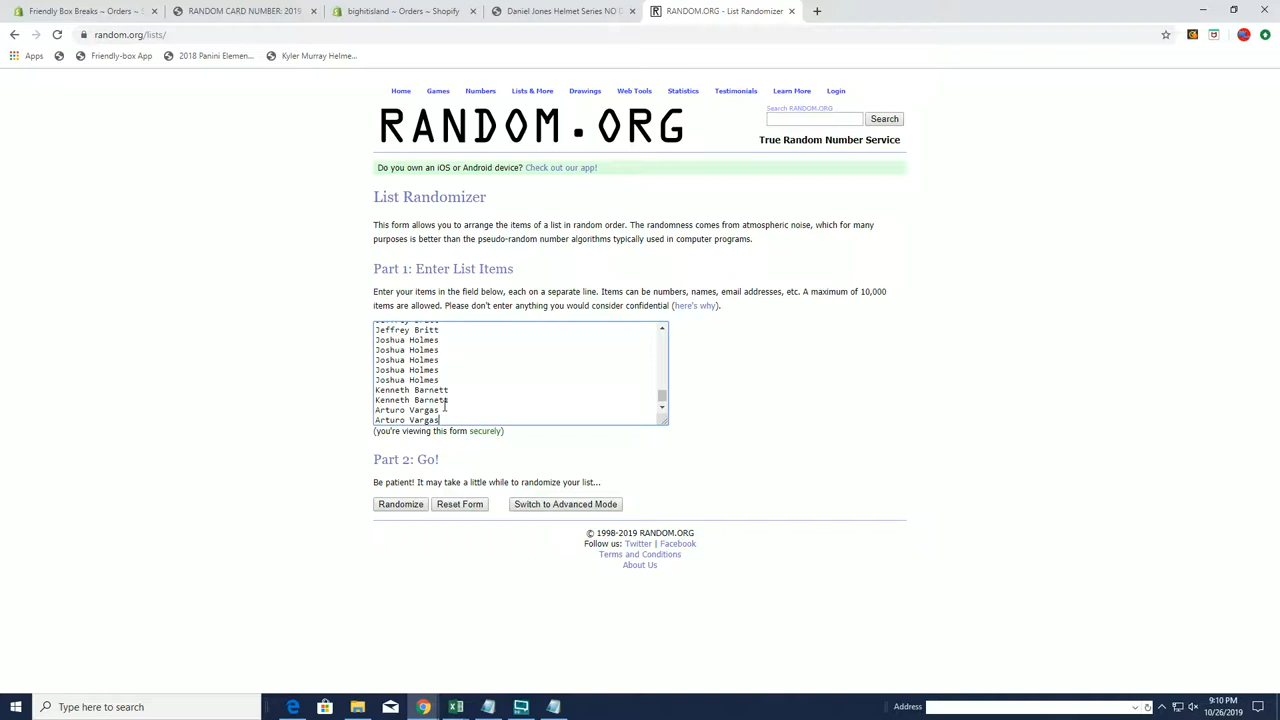 Friendly Box Breaks ~ Orders ~ S
RANDOM CARD NUMBER: 2019
bighitisland ~ Orders ~ Shopify
Daniel Jones Helmet Series NO D
RANDOM.ORG - List Randomizer
random.org/lists/
Apps
Friendly-box App
2018 Panini Elemen...
Kyler Murray Helme...
Home Games Numbers Lists & More Drawings Web Tools Statistics Testimonials Learn More Login
Search RANDOM.ORG
RANDOM.ORG
Search
True Random Number Service
Do you own an iOS or Android device? Check out our app!
List Randomizer
This form allows you to arrange the items of a list in random order. The randomness comes from atmospheric noise, which for many
purposes is better than the pseudo-random number algorithms typically used in computer programs.
Part 1: Enter List Items
Enter your items in the field below, each on a separate line. Items can be numbers, names, email addresses, etc. A maximum of 10,000
items are allowed. Please don't enter anything you would consider confidential (here's why).
Jeffrey Britt
Joshua Holmes
Joshua Holmes
Joshua Holmes
Joshua Holmes
Joshua Holmes
Kenneth Barnett
Kenneth Barnett
Arturo Vargas
Arturo Vargas
(you're viewing this form securely)
Part 2: Go!
Be patient! It may take a little while to randomize your list...
Randomize Reset Form Switch to Advanced Mode
© 1998-2019 RANDOM.ORG
Follow us: Twitter | Facebook
Terms and Conditions
About Us
Type here to search
Address
9:10 PM
10/26/2019